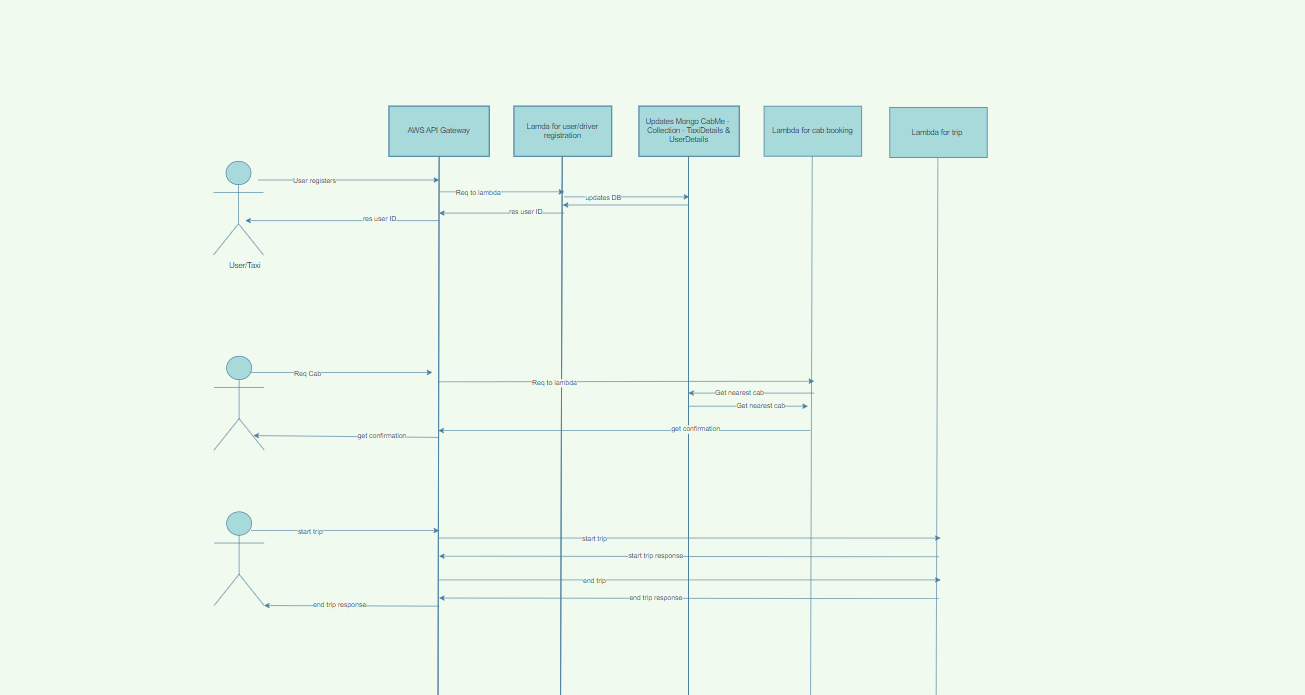 AWS API Gateway
Lamda for user/driver
registration
Updates Mongo CabMe -
Collection - TaxiDetails &
UserDetails
Lambda for cab booking
Lambda for trip
User registers
Req to lambda
updates DB
res user ID
res user ID
User/Taxi
Req Cab
Req to lambda
Get nearest cab
Get nearest cab
get confirmation
get confirmation
start trip
start trip
start trip response
end trip
end trip response
end trip response